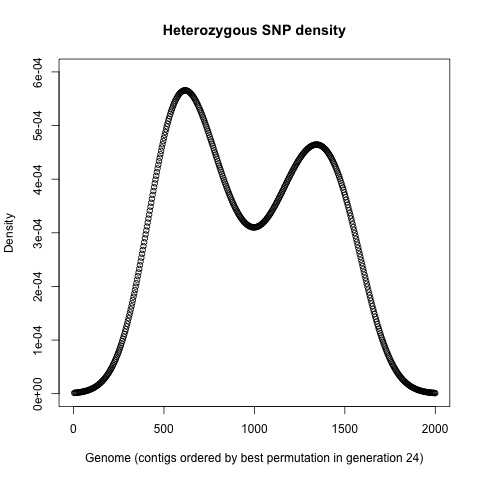 Heterozygous SNP density
6e-04
5e-04
4e-04
3e-04
2e-04
1e-04
0e+00
Density
0 500 1000 1500 2000
Genome (contigs ordered by best permutation in generation 24)